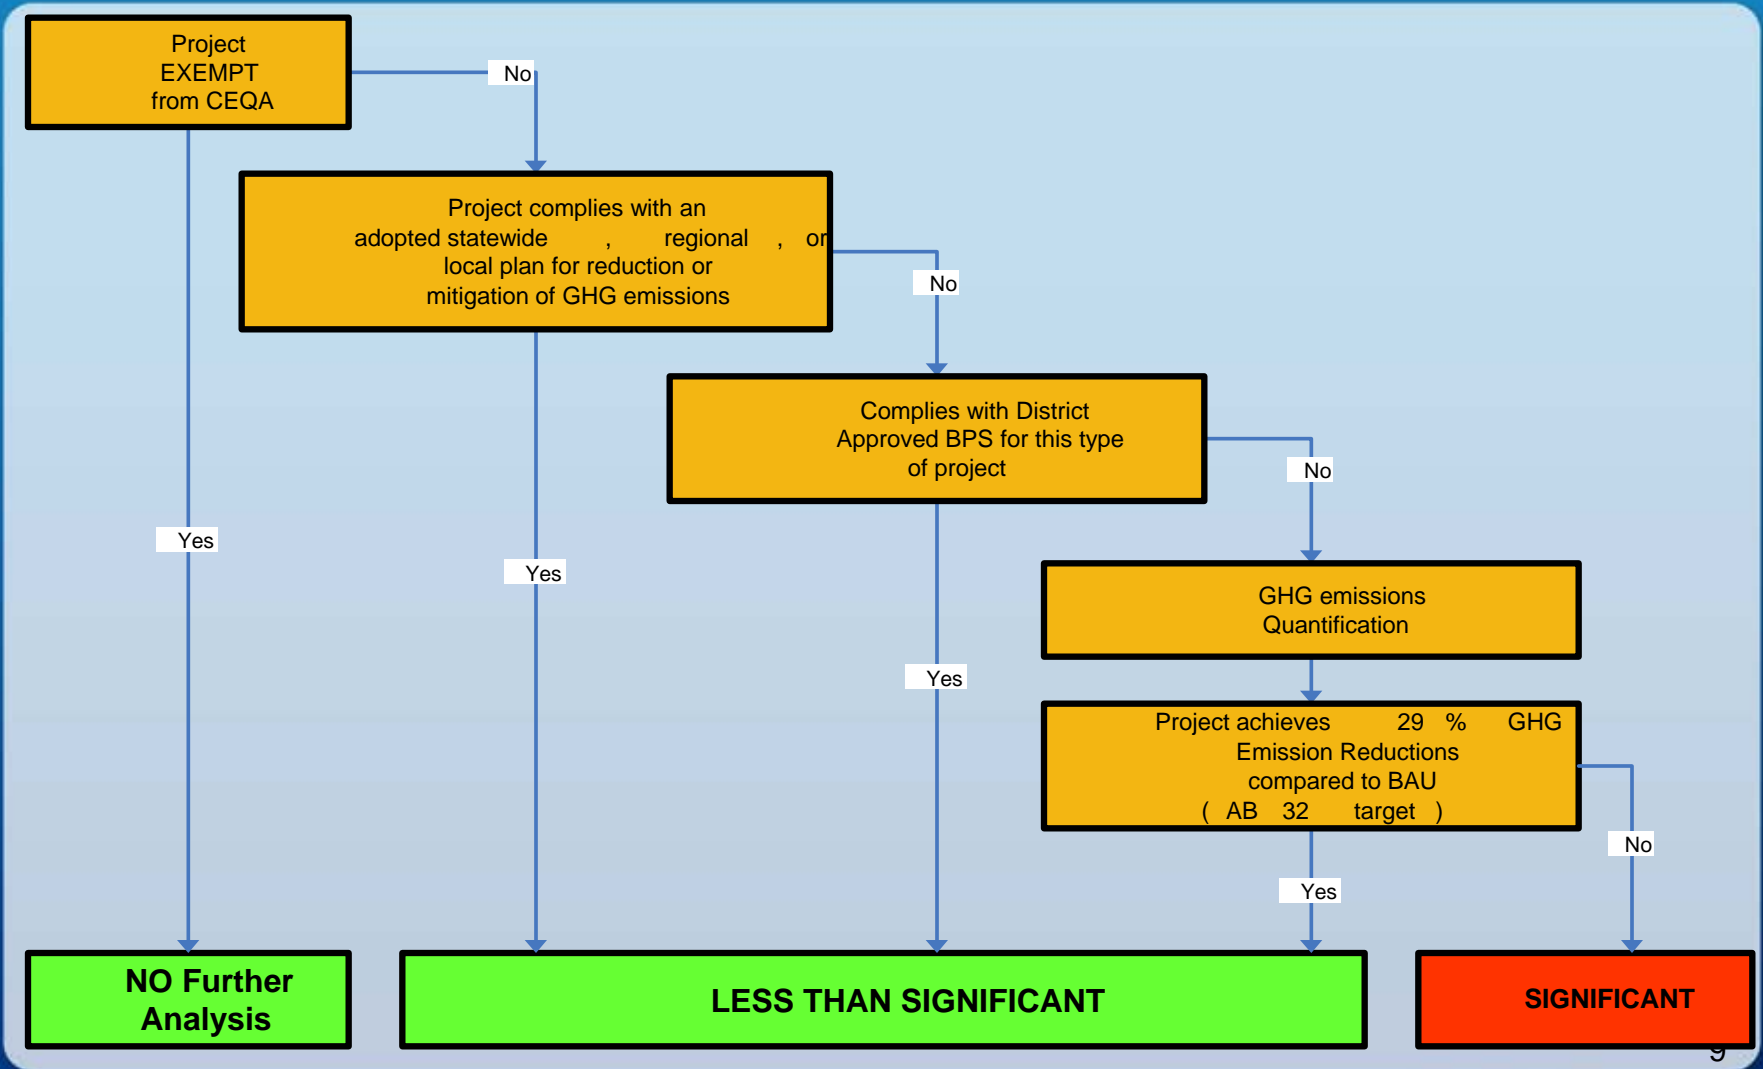 Project
EXEMPT
from CEQA
No
Project complies with an
adopted statewide , regional , or
local plan for reduction or
mitigation of GHG emissions
No
Complies with District
Approved BPS for this type
of project
No
Yes
Yes
GHG emissions
Quantification
Yes
Project achieves 29 % GHG
Emission Reductions
compared to BAU
( AB 32 target )
No
Yes
NO Further
Analysis
LESS THAN SIGNIFICANT
SIGNIFICANT
9